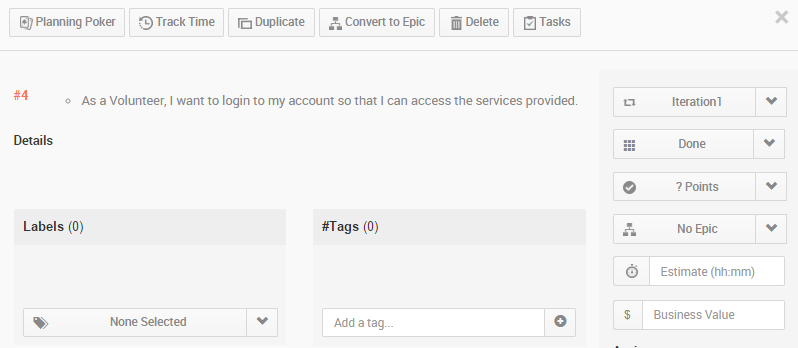 Planning Poker Track Time Duplicate Convert to Epic Delete Tasks
#4 As a Volunteer, I want to login to my account so that I can access the services provided.
Iteration1
Details
Done
? Points
Labels (0) #Tags (0)
No Epic
Estimate (hh:mm)
None Selected
Add a tag...
$ Business Value